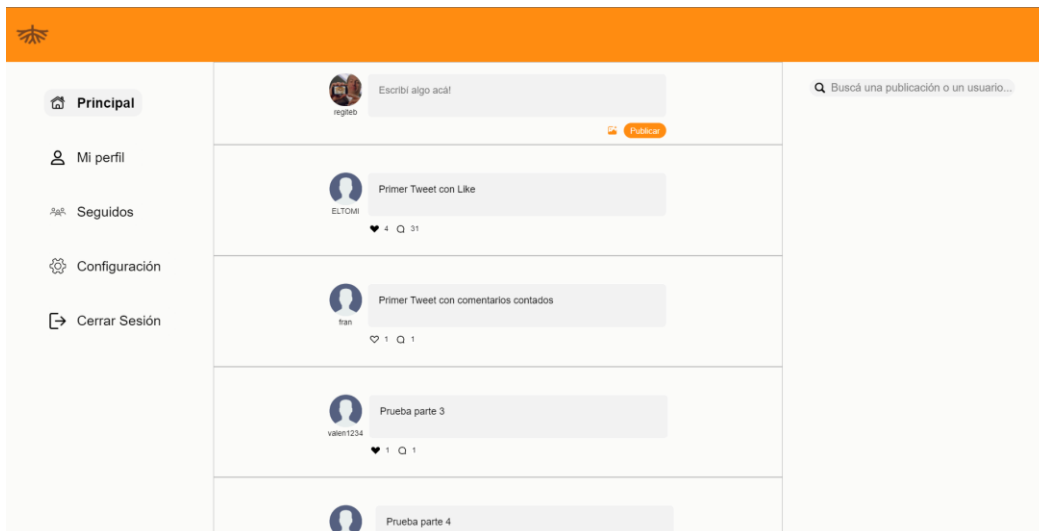 Principal
Mi perfil
Seguidos
Configuración
Cerrar Sesión
Escribí algo acá!
regiteb
Publicar
Primer Tweet con Like
ELTOMI
4 31
Primer Tweet con comentarios contados
fran
1 1
Prueba parte 3
valen1234
1 1
Prueba parte 4
Buscá una publicación o un usuario...